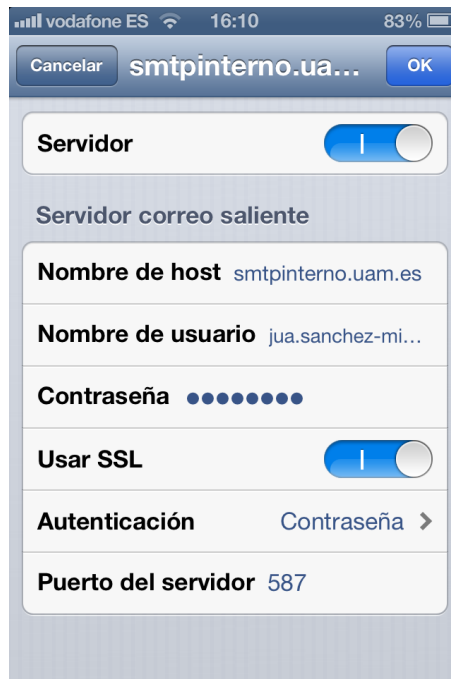 vodafone ES 16:10 83%
Cancelar smtpinterno.ua... OK
Servidor
Servidor correo saliente
Nombre de host smtpinterno.uam.es
Nombre de usuario jua.sanchez-mi...
Contraseña ●●●●●●●●
Usar SSL
Autenticación Contraseña
Puerto del servidor 587